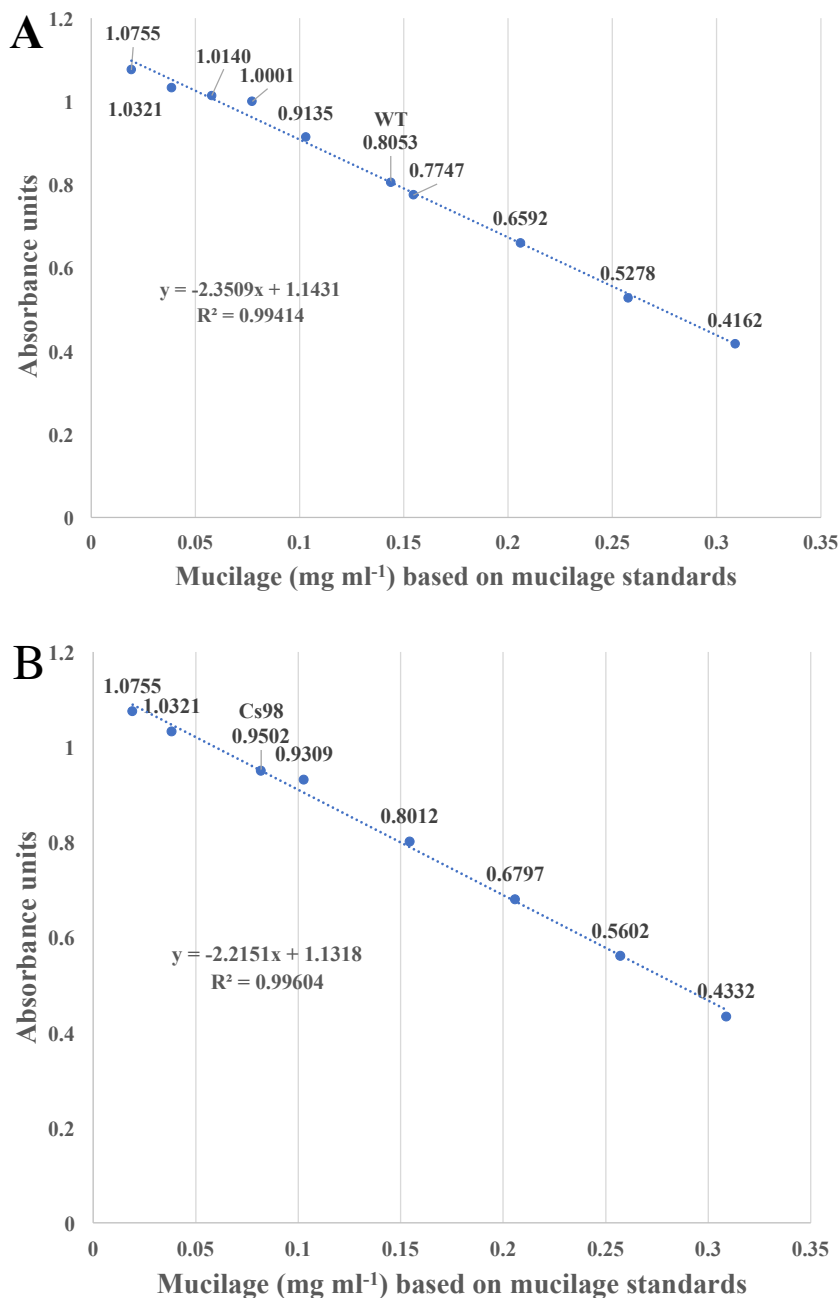 A
1.2
1
0.8
0.6
0.4
0.2
0
Absorbance units
1.0755
1.0321
1.0140
1.0001
0.9135
WT
0.8053
0.7747
0.6592
0.5278
0.4162
y = -2.3509x + 1.1431
R² = 0.99414
0 0.05 0.1 0.15 0.2 0.25 0.3 0.35
Mucilage (mg ml⁻¹) based on mucilage standards
B
1.2
1
0.8
0.6
0.4
0.2
0
Absorbance units
1.0755
1.0321
Cs98
0.9502
0.9309
0.8012
0.6797
0.5602
0.4332
y = -2.2151x + 1.1318
R² = 0.99604
0 0.05 0.1 0.15 0.2 0.25 0.3 0.35
Mucilage (mg ml⁻¹) based on mucilage standards